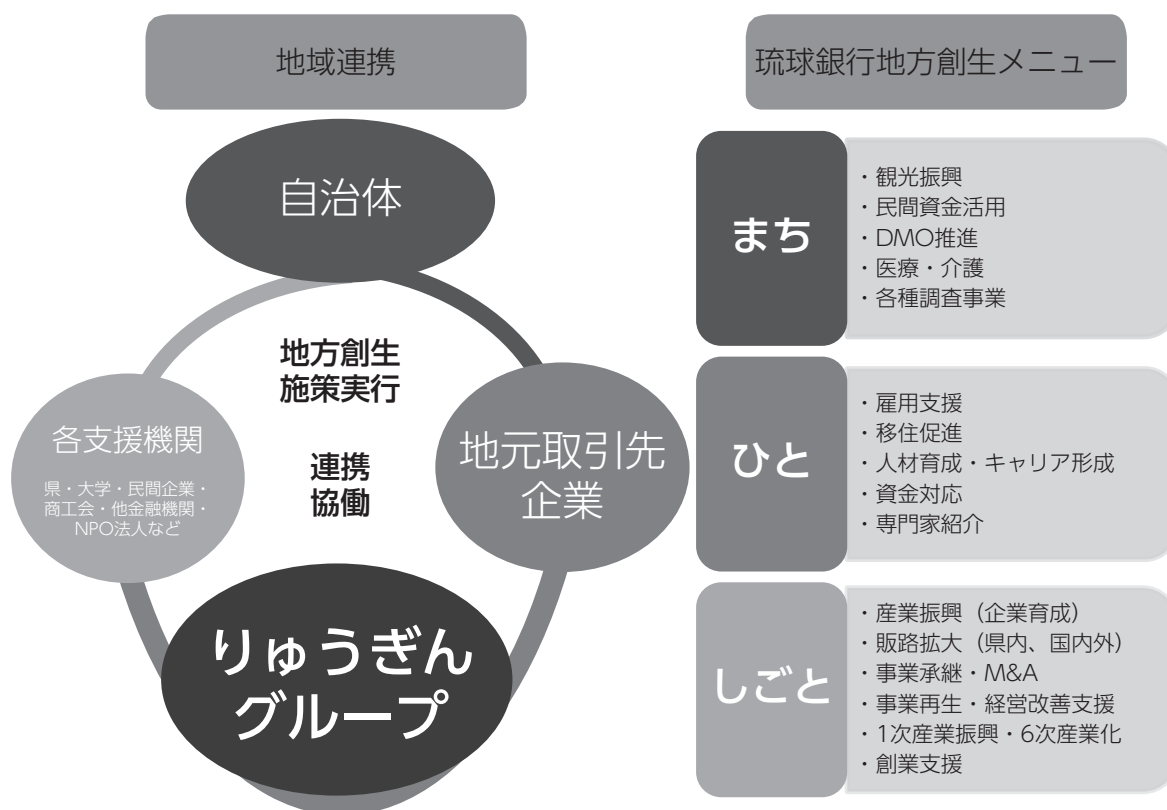 地域連携
自治体
地方創生
施策実行
連携
協働
各支援機関
県・大学・民間企業・
商工会・他金融機関・
NPO法人など
地元取引先
企業
りゅうぎん
グループ
琉球銀行地方創生メニュー
まち
・観光振興
・民間資金活用
・DMO推進
・医療・介護
・各種調査事業
ひと
・雇用支援
・移住促進
・人材育成・キャリア形成
・資金対応
・専門家紹介
しごと
・産業振興（企業育成）
・販路拡大（県内、国内外）
・事業承継・M&A
・事業再生・経営改善支援
・1次産業振興・6次産業化
・創業支援